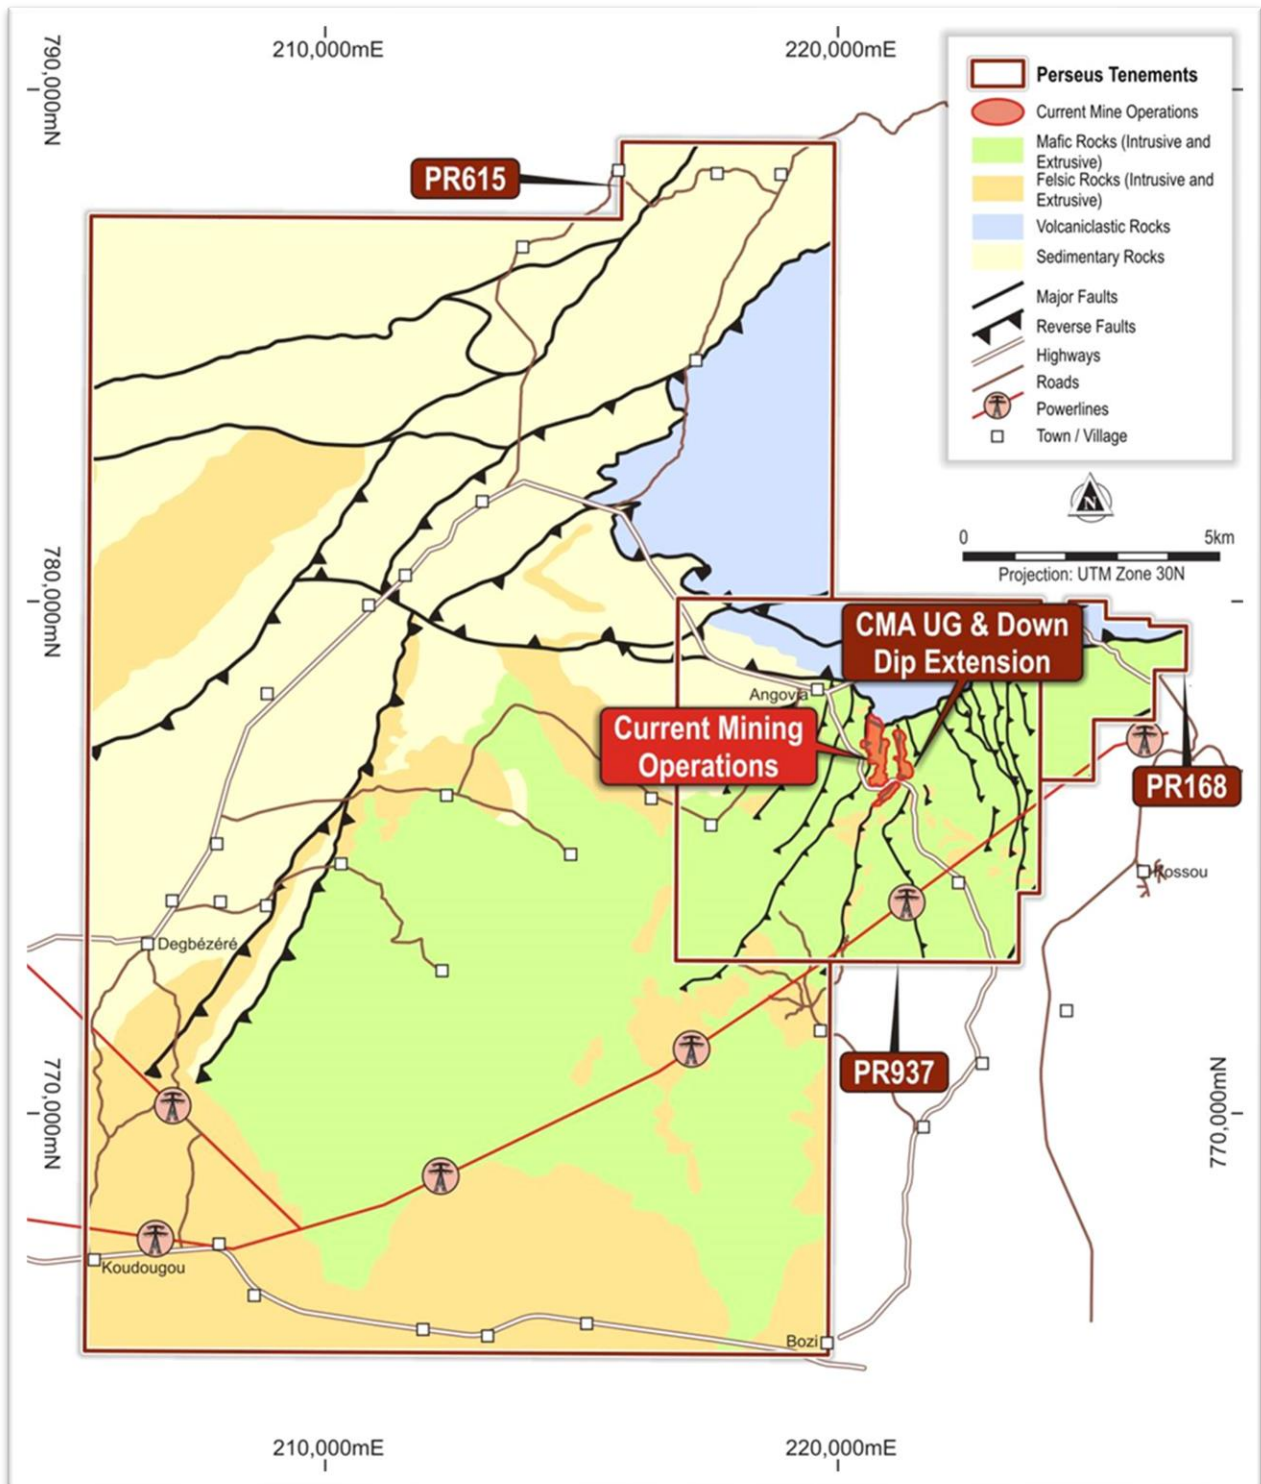 210,000mE
220,000mE
790,000mN
Perseus Tenements
Current Mine Operations
Mafic Rocks (Intrusive and
Extrusive)
Felsic Rocks (Intrusive and
Extrusive)
Volcaniclastic Rocks
Sedimentary Rocks
Major Faults
Reverse Faults
Highways
Roads
Powerlines
Town / Village
PR615
N
0
5km
Projection: UTM Zone 30N
780,000mN
CMA UG & Down
Dip Extension
Angovia
Current Mining
Operations
PR168
Kossou
Degbézéré
PR937
770,000mN
770,000mN
Koudougou
Bozi
210,000mE
220,000mE